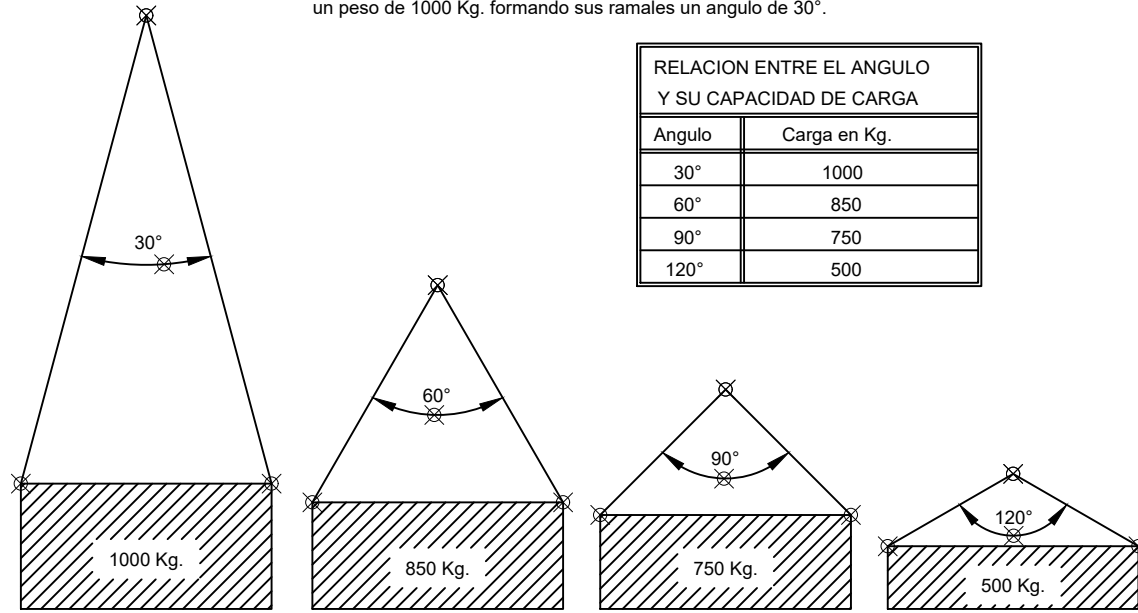 un peso de 1000 Kg. formando sus ramales un angulo de 30°.
RELACION ENTRE EL ANGULO
Y SU CAPACIDAD DE CARGA
Angulo Carga en Kg.
30° 1000
60° 850
90° 750
120° 500
30°
60°
90°
120°
1000 Kg.
850 Kg.
750 Kg.
500 Kg.